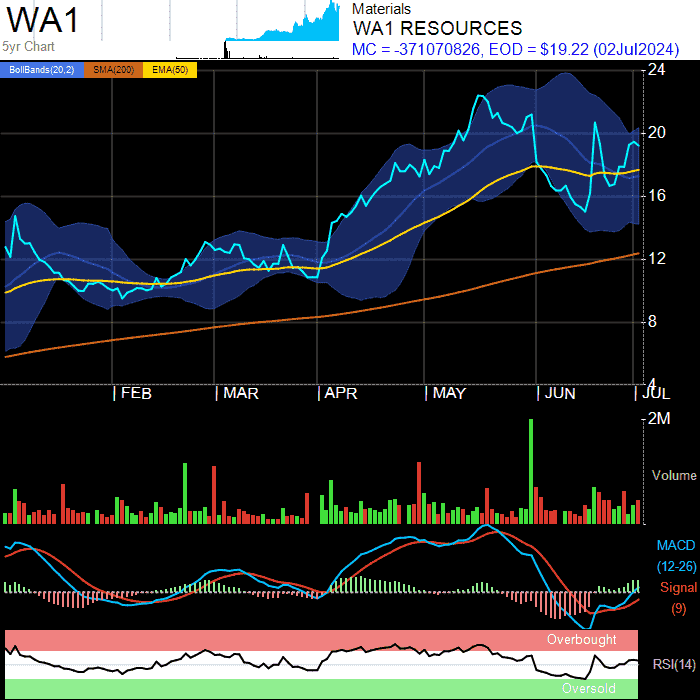 WA1
5yr Chart
Materials
WA1 RESOURCES
MC = -371070826, EOD = $19.22 (02Jul2024)
BollBands(20,2) SMA(200) EMA(50)
24
20
16
12
8
4
FEB MAR APR MAY JUN JUL
2M
Volume
MACD
(12-26)
Signal
(9)
Overbought
RSI(14)
Oversold